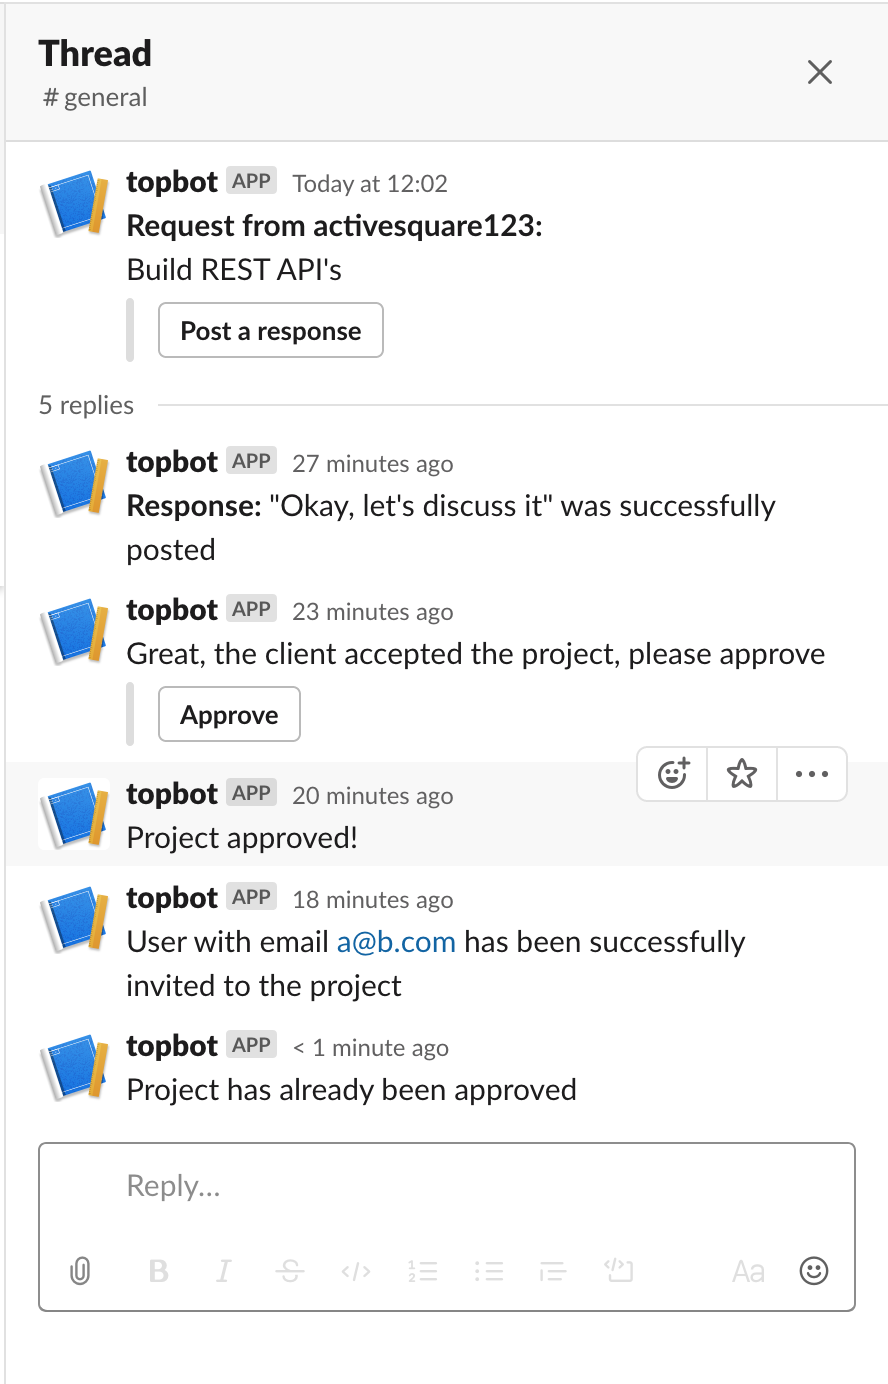 Thread
# general
topbot APP Today at 12:02
Request from activesquare123:
Build REST API's
Post a response
5 replies
topbot APP 27 minutes ago
Response: "Okay, let's discuss it" was successfully
posted
topbot APP 23 minutes ago
Great, the client accepted the project, please approve
Approve
topbot APP 20 minutes ago
Project approved!
topbot APP 18 minutes ago
User with email a@b.com has been successfully
invited to the project
topbot APP < 1 minute ago
Project has already been approved
Reply...
B I S </> Aa